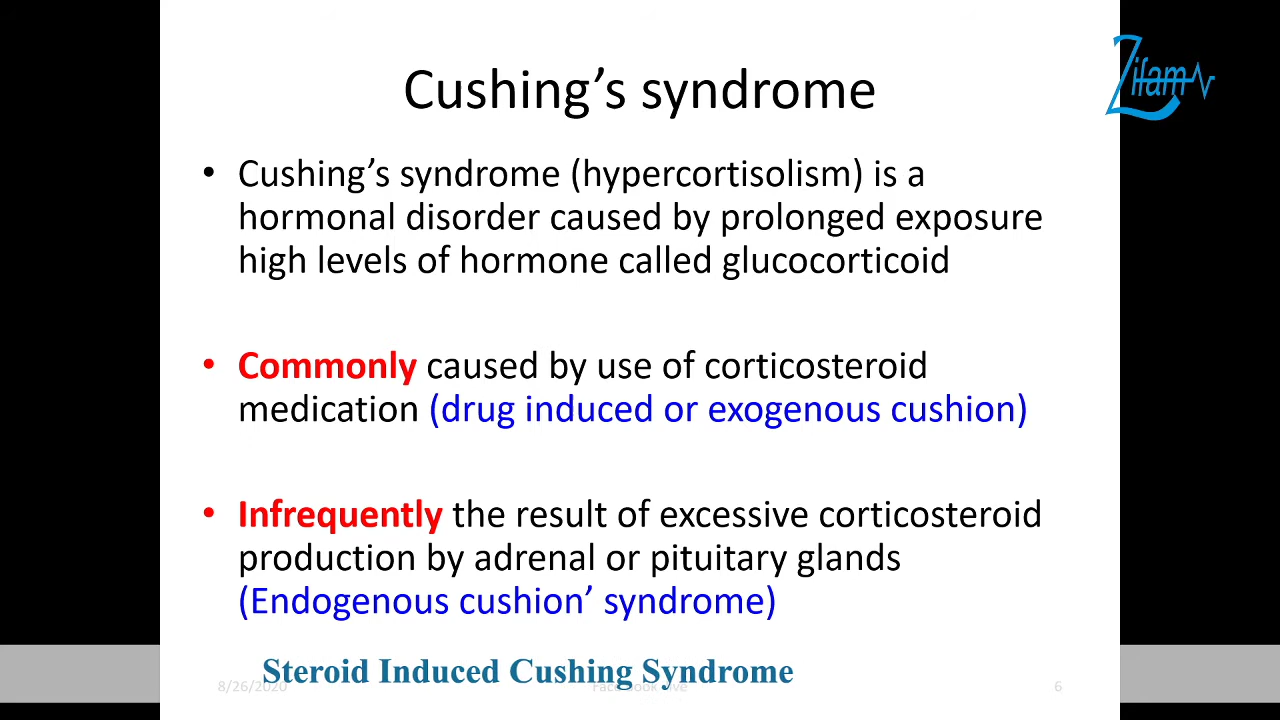 Cushing’s syndrome
Zifam
• Cushing’s syndrome (hypercortisolism) is a
hormonal disorder caused by prolonged exposure
high levels of hormone called glucocorticoid
• Commonly caused by use of corticosteroid
medication (drug induced or exogenous cushion)
• Infrequently the result of excessive corticosteroid
production by adrenal or pituitary glands
(Endogenous cushion’ syndrome)
Steroid Induced Cushing Syndrome
8/26/2020
6